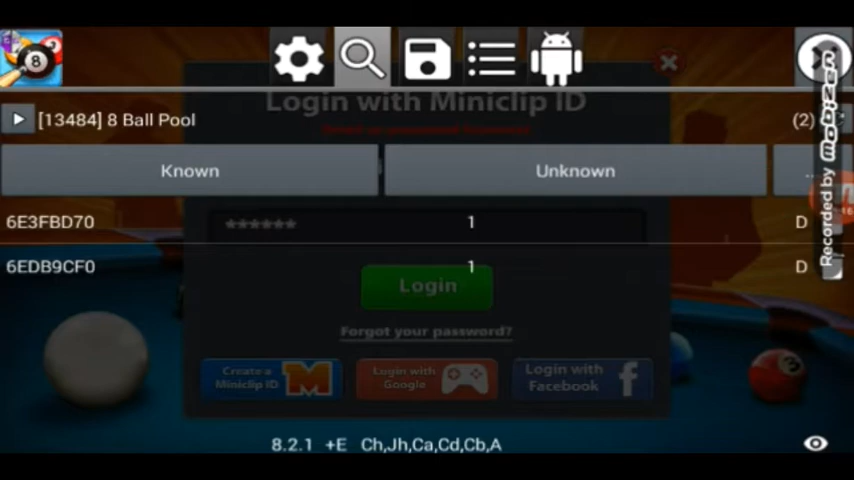 Login with Miniclip ID
[13484] 8 Ball Pool (2)
Known Unknown ...
6E3FBD70 ****** 1 D
6EDB9CF0 1 D
Login
Forgot your password?
Create a
Miniclip ID
Login with
Google
Login with
Facebook
8.2.1 +E Ch,Jh,Ca,Cd,Cb,A
Recorded by